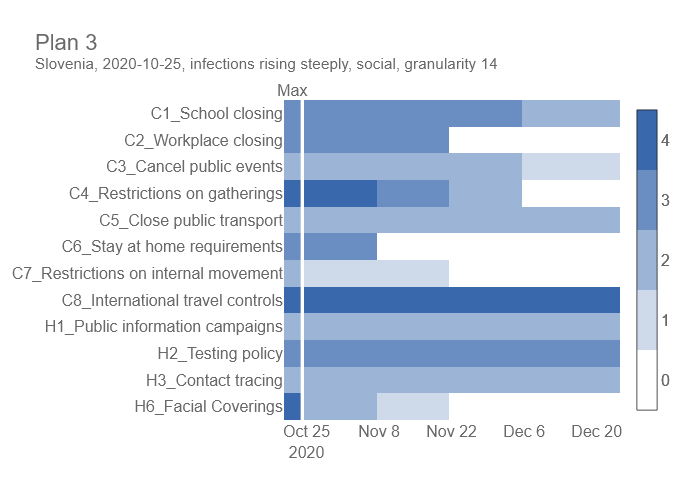 Plan 3
Slovenia, 2020-10-25, infections rising steeply, social, granularity 14
Max
C1_School closing
C2_Workplace closing
C3_Cancel public events
C4_Restrictions on gatherings
C5_Close public transport
C6_Stay at home requirements
C7_Restrictions on internal movement
C8_International travel controls
H1_Public information campaigns
H2_Testing policy
H3_Contact tracing
H6_Facial Coverings
Oct 25 Nov 8 Nov 22 Dec 6 Dec 20
2020
4
3
2
1
0